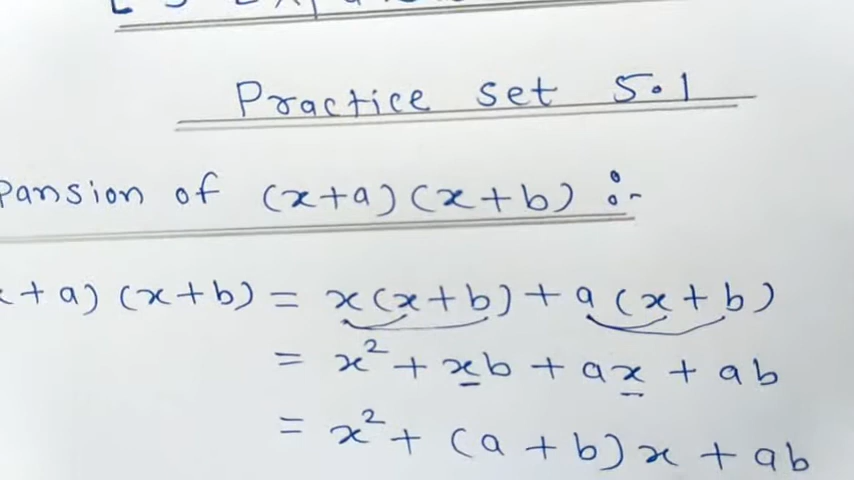 Practice set 5.1
pansion of (x+a)(x+b) :-
x+a) (x+b) = x(x+b) + a(x+b)
= x² + xb + ax + ab
= x² + (a+b)x + ab